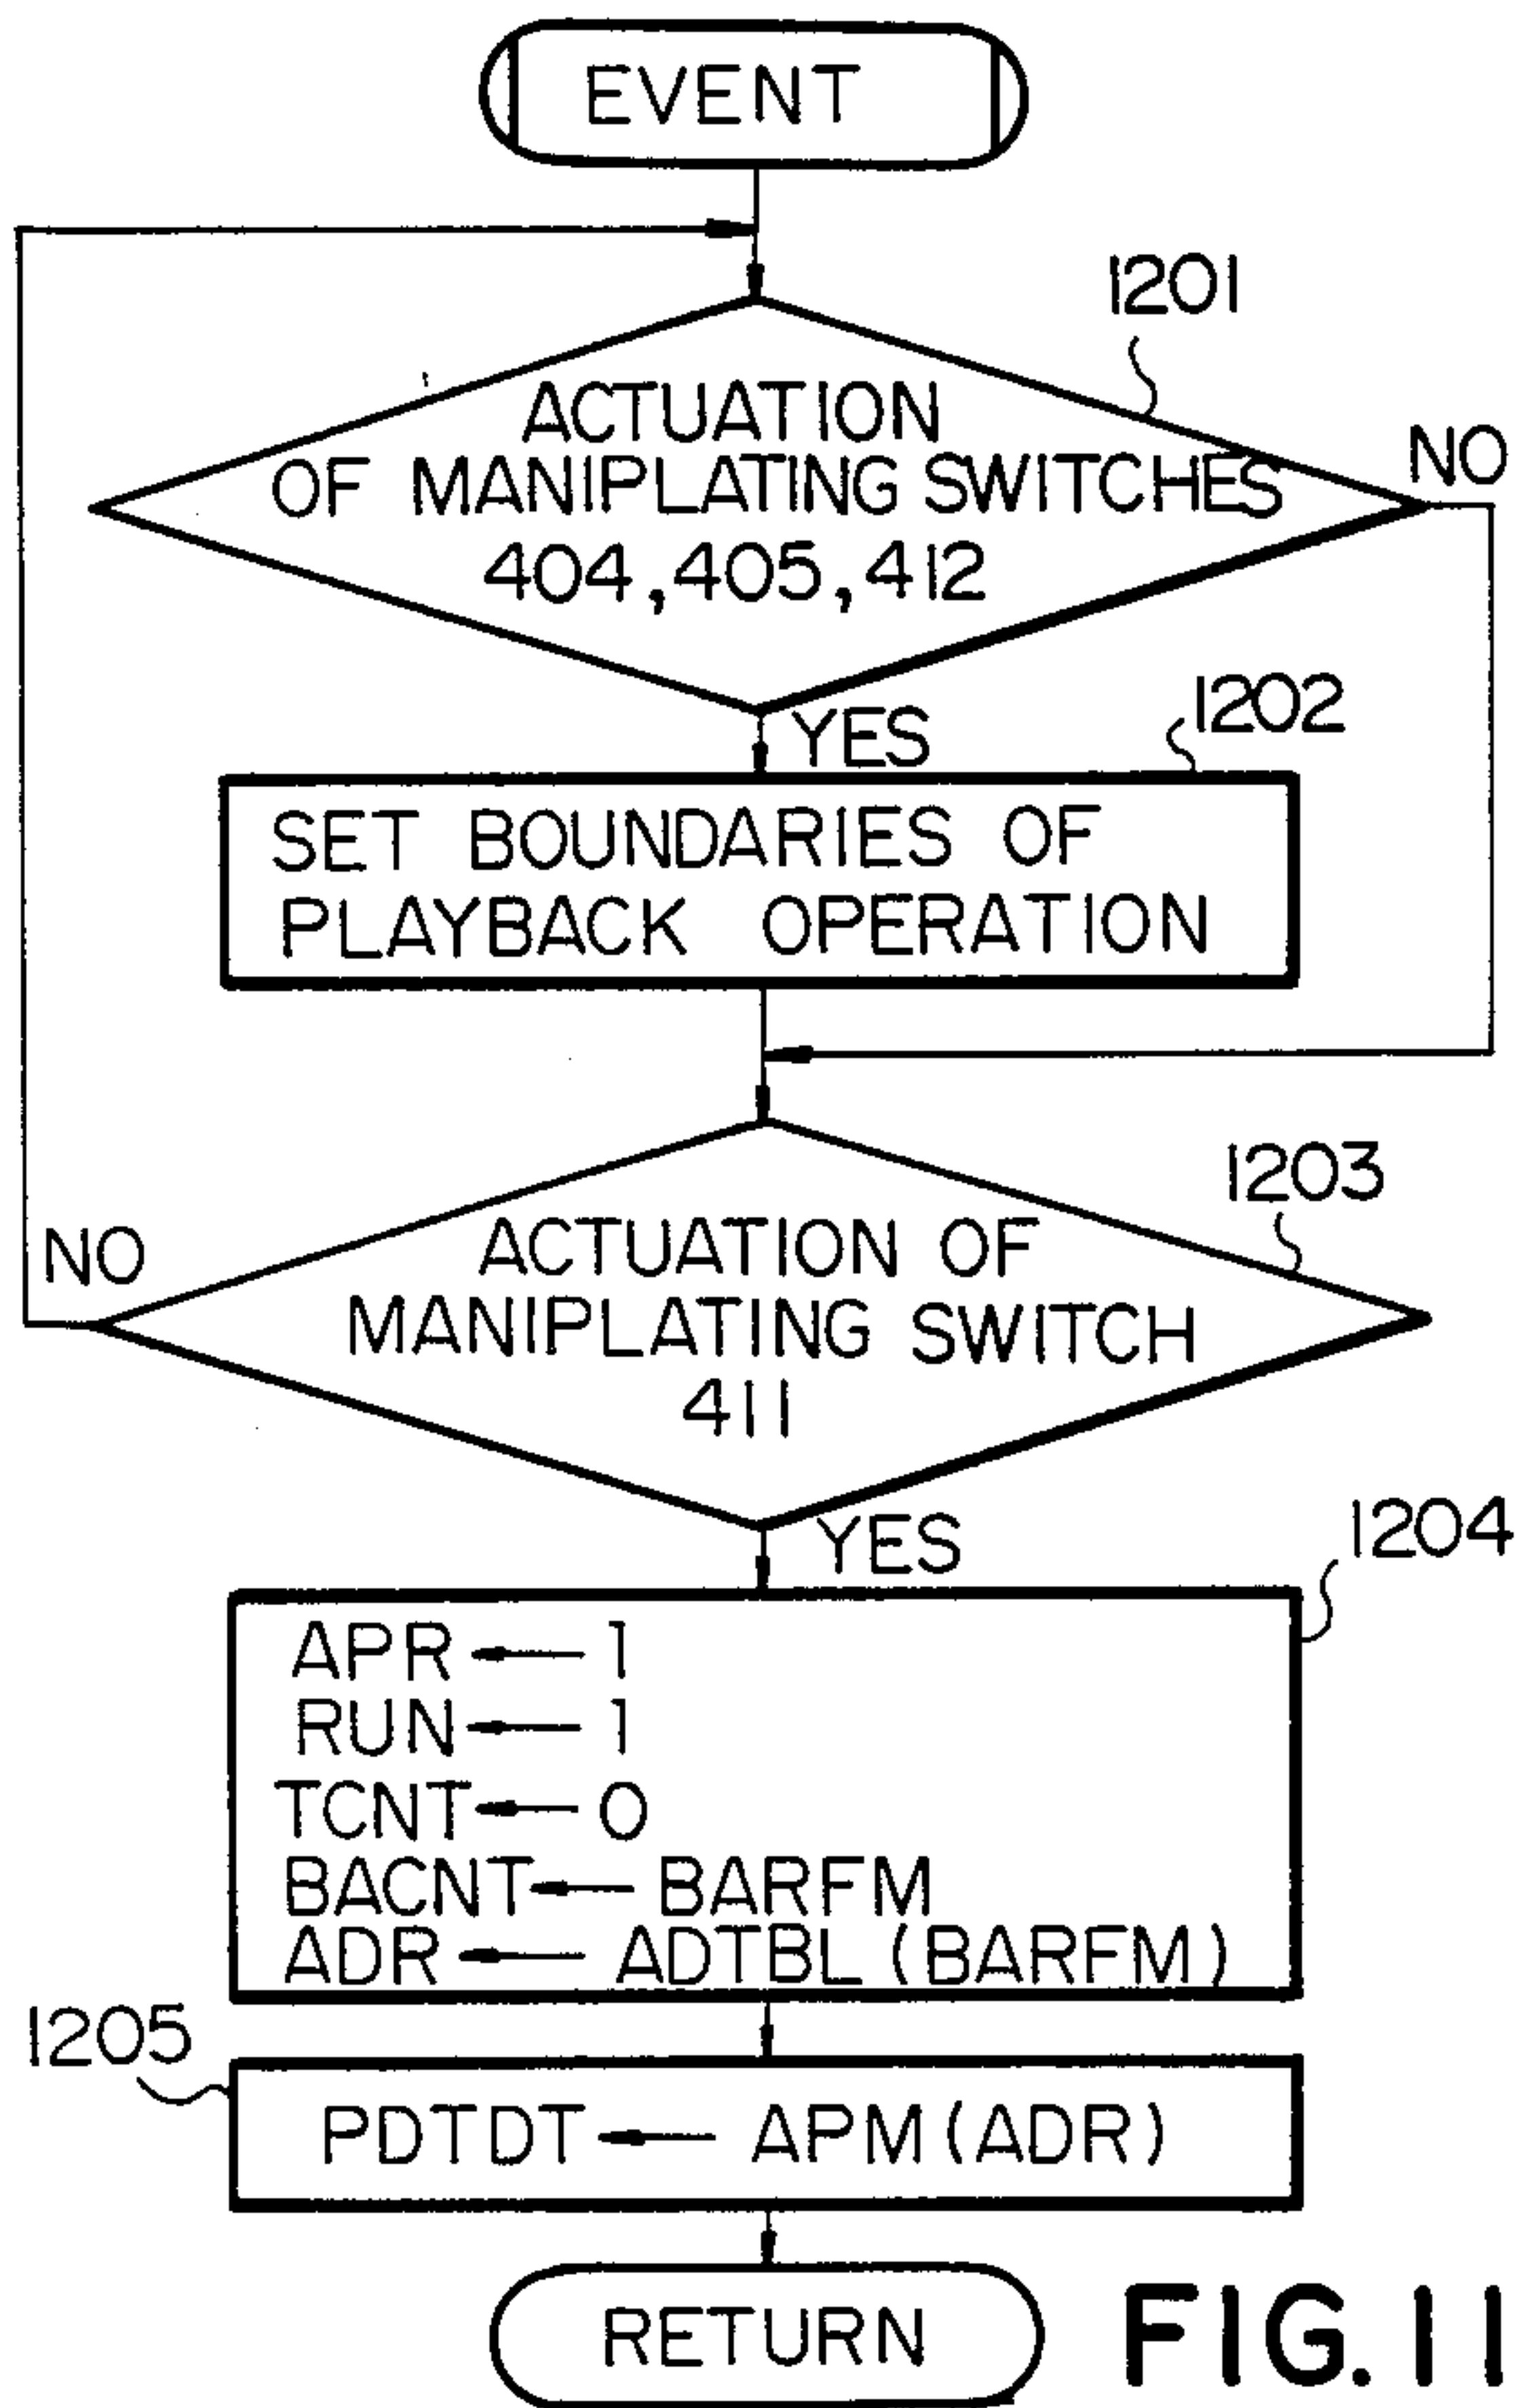 EVENT
1201
ACTUATION
OF MANIPLATING SWITCHES
404, 405, 412
NO
YES
1202
SET BOUNDARIES OF
PLAYBACK OPERATION
1203
ACTUATION OF
MANIPLATING SWITCH
411
NO
YES
1204
APR ← 1
RUN ← 1
TCNT ← 0
BACNT ← BARFM
ADR ← ADTBL (BARFM)
1205
PDTDT ← APM (ADR)
RETURN
FIG. 11